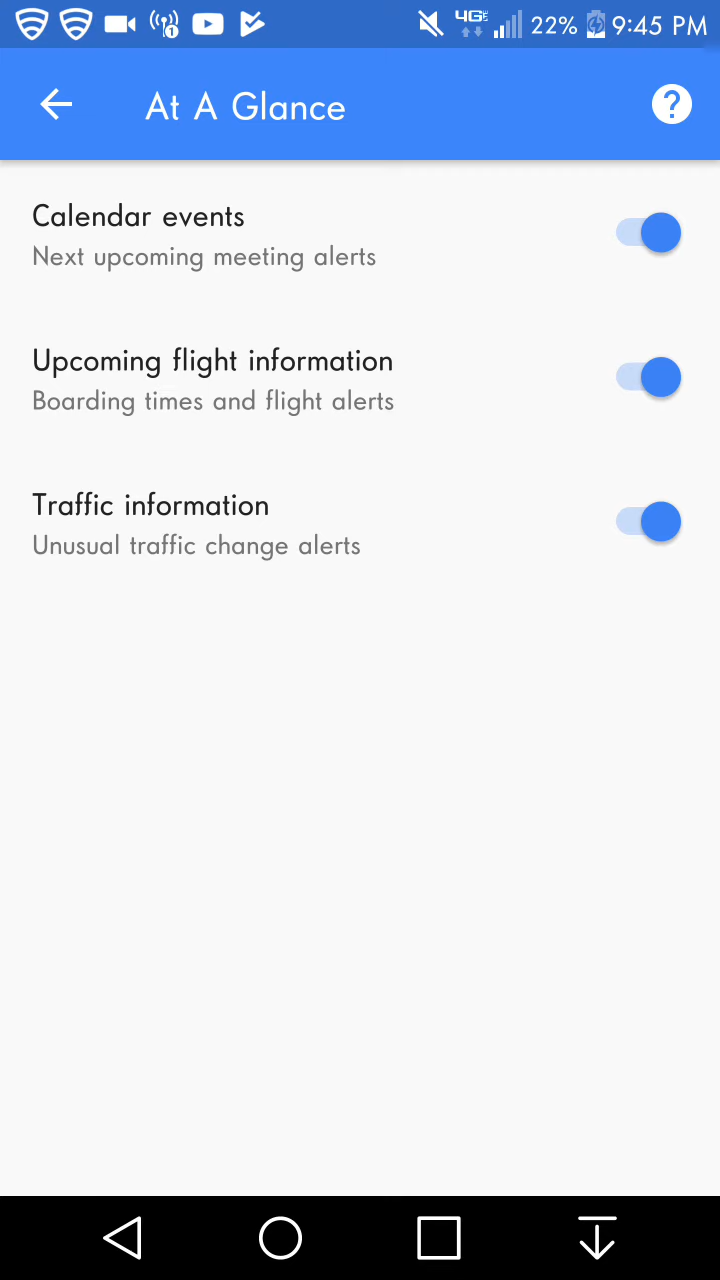 4G 22% 9:45 PM
At A Glance
Calendar events
Next upcoming meeting alerts
Upcoming flight information
Boarding times and flight alerts
Traffic information
Unusual traffic change alerts